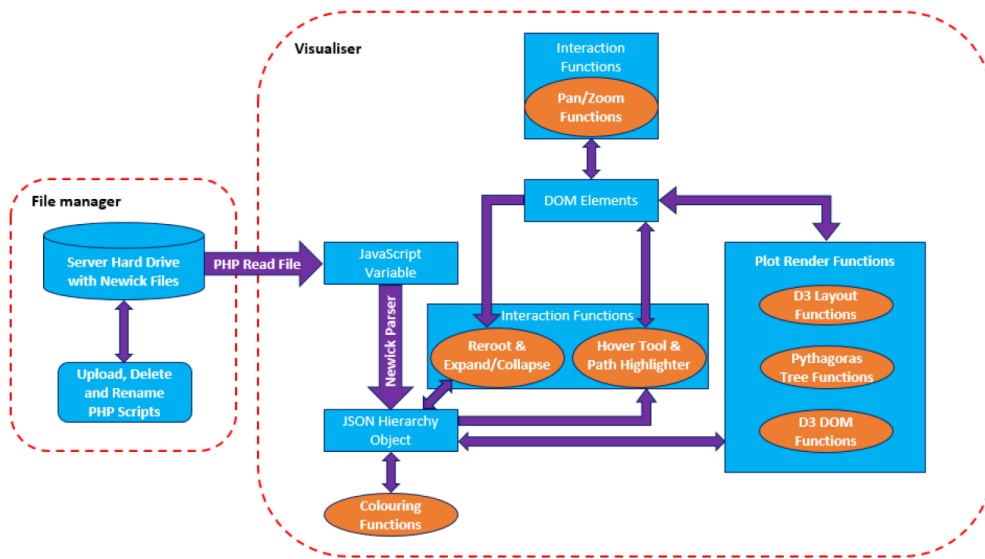 Visualiser
Interaction
Functions
Pan/Zoom
Functions
File manager
DOM Elements
Server Hard Drive
with Newick Files
PHP Read File
JavaScript
Variable
Plot Render Functions
D3 Layout
Functions
Newick Parser
Interaction Functions
Reroot &
Expand/Collapse
Hover Tool &
Path Highlighter
Pythagoras
Tree Functions
Upload, Delete
and Rename
PHP Scripts
JSON Hierarchy
Object
D3 DOM
Functions
Colouring
Functions